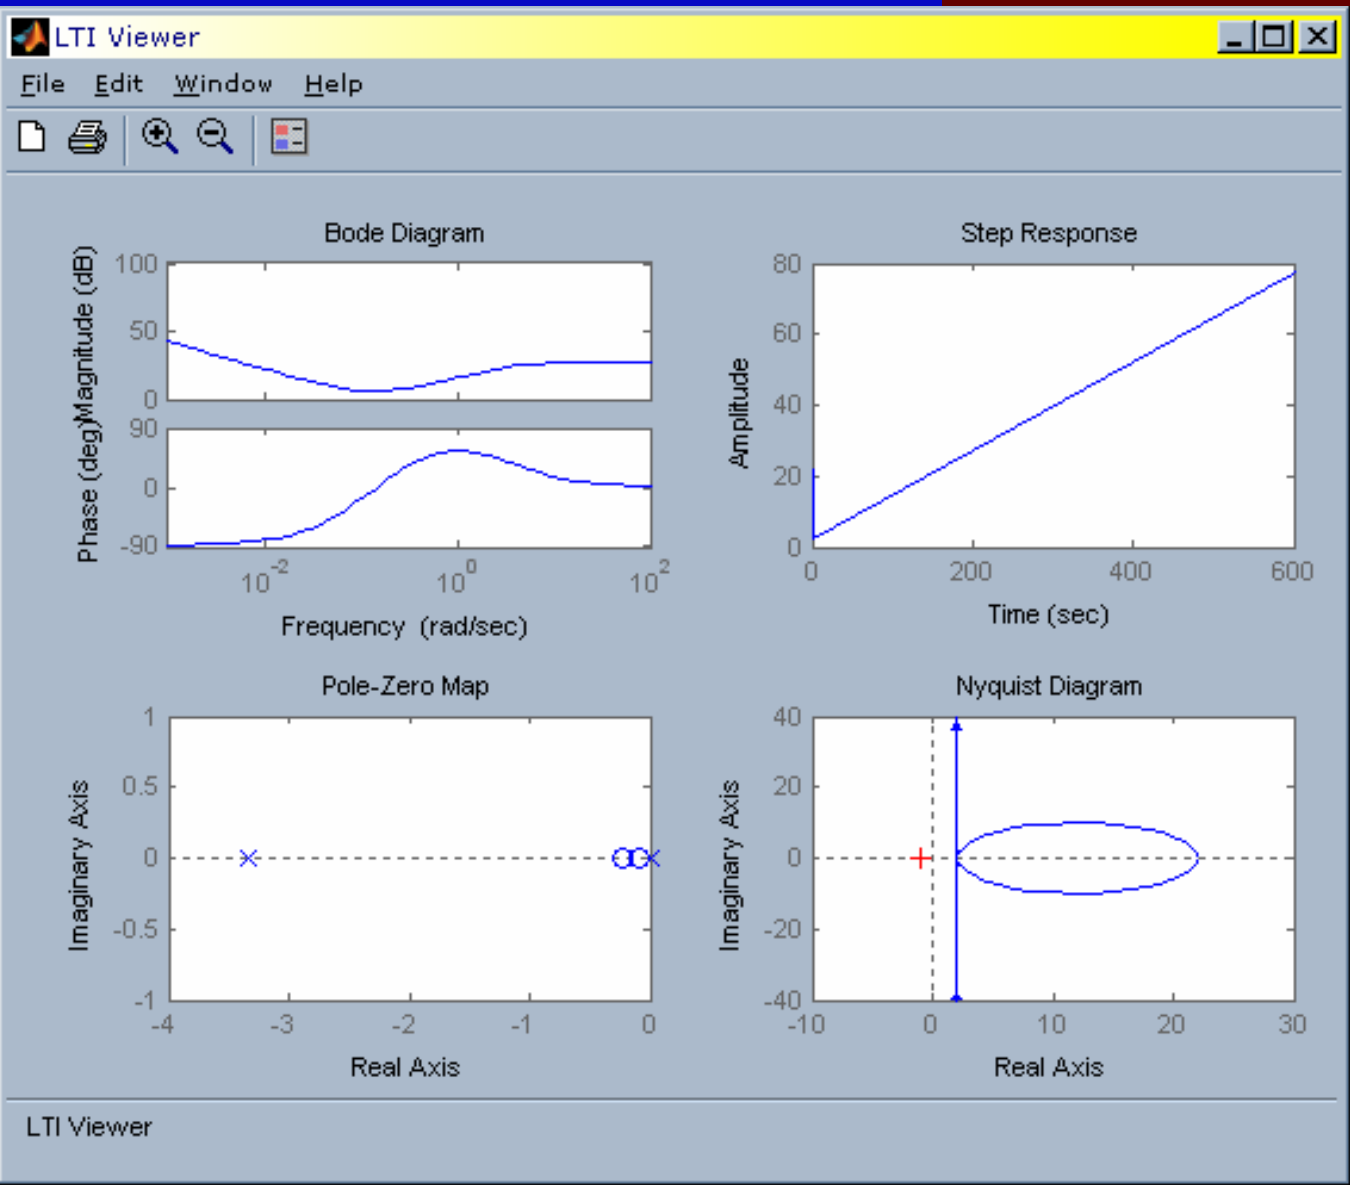 LTI Viewer
File Edit Window Help
Bode Diagram
Magnitude (dB)
100
50
0
Phase (deg)
90
0
-90
10^-2 10^0 10^2
Frequency (rad/sec)
Step Response
Amplitude
80
60
40
20
0
0 200 400 600
Time (sec)
Pole-Zero Map
Imaginary Axis
1
0.5
0
-0.5
-1
-4 -3 -2 -1 0
Real Axis
Nyquist Diagram
Imaginary Axis
40
20
0
-20
-40
-10 0 10 20 30
Real Axis
LTI Viewer